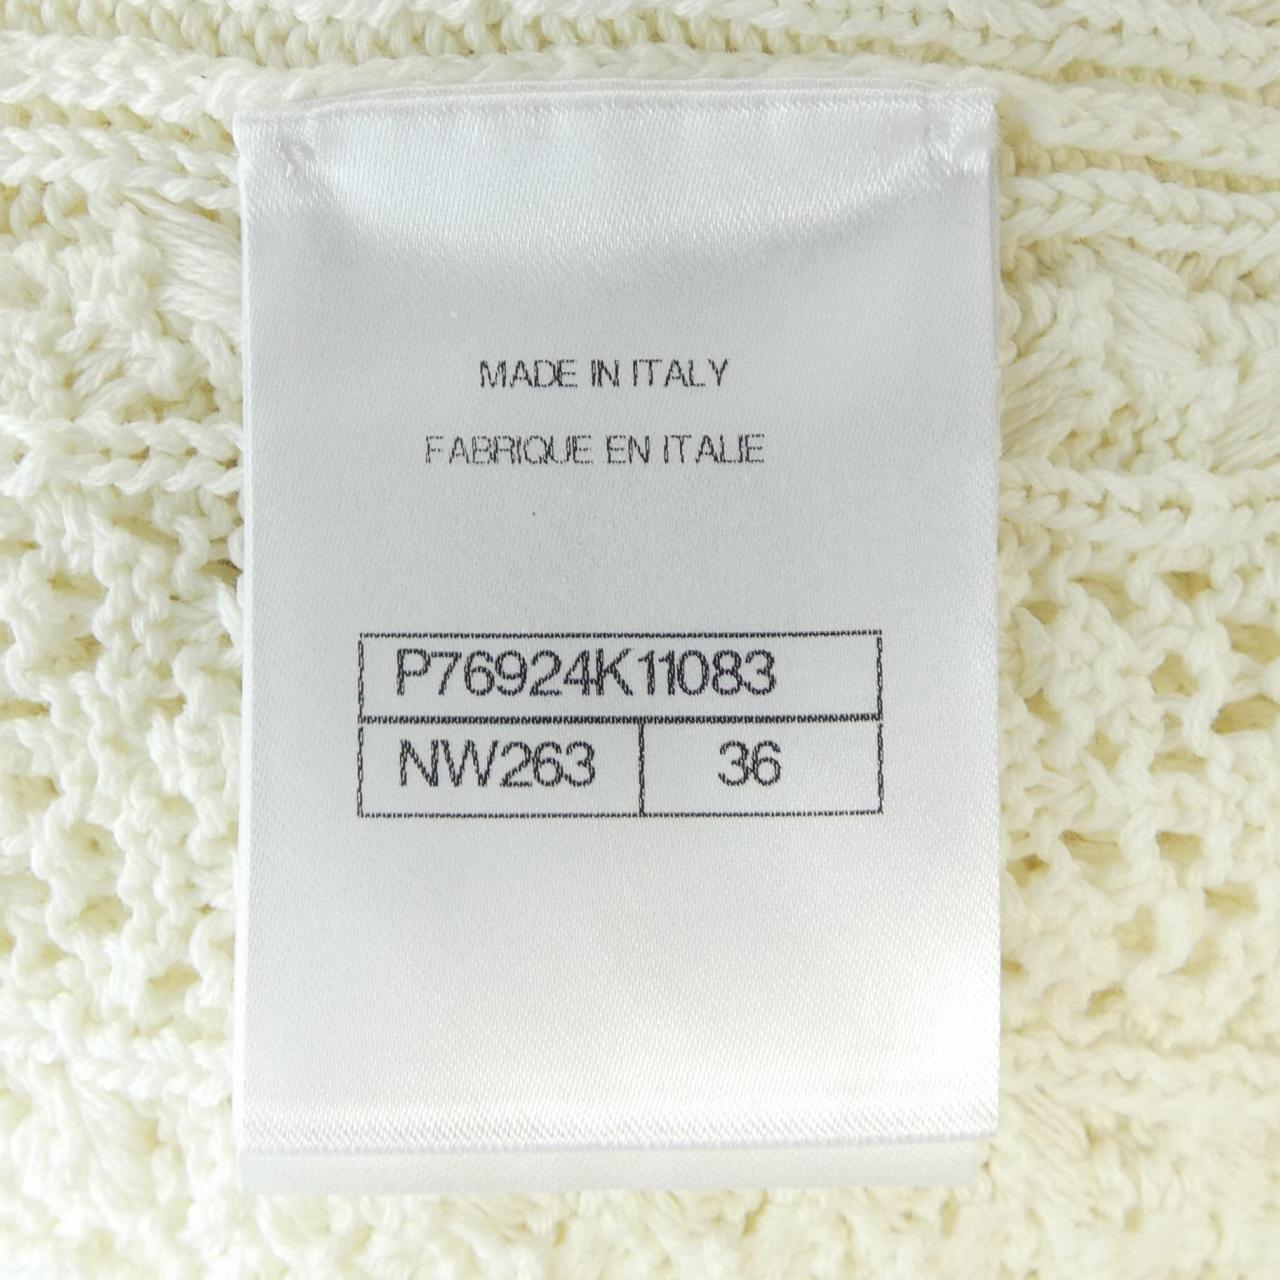 MADE IN ITALY
FABRIQUE EN ITALIE
P76924K11083
NW263 36